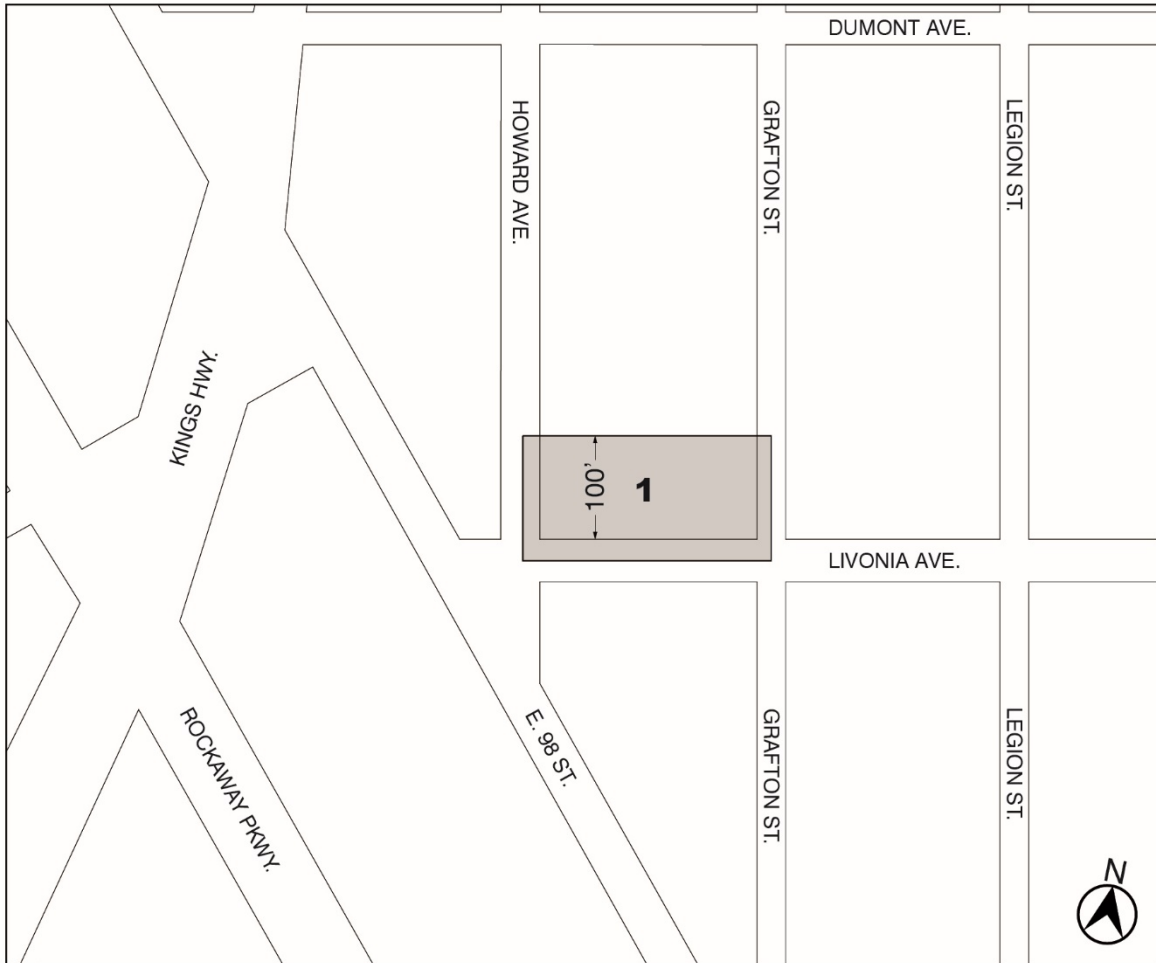 DUMONT AVE.
HOWARD AVE.
GRAFTON ST.
LEGION ST.
KINGS HWY.
100'
1
LIVONIA AVE.
ROCKAWAY PKWY.
E. 98 ST.
GRAFTON ST.
LEGION ST.
N